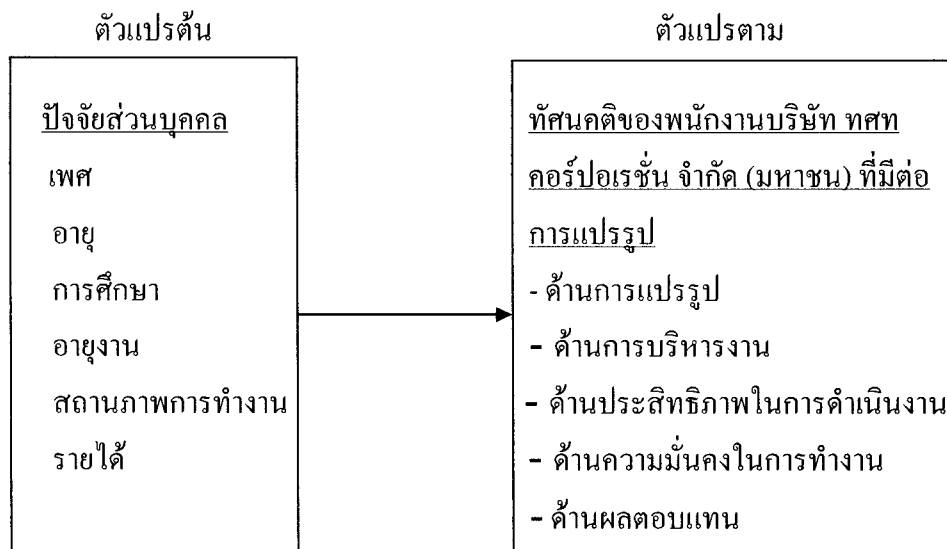 ตัวแปรต้น
ปัจจัยส่วนบุคคล
เพศ
อายุ
การศึกษา
อายุงาน
สถานภาพการทำงาน
รายได้
ตัวแปรตาม
ทัศนคติของพนักงานบริษัท ทศท
คอร์ปอเรชั่น จำกัด (มหาชน) ที่มีต่อ
การแปรรูป
- ด้านการแปรรูป
- ด้านการบริหารงาน
- ด้านประสิทธิภาพในการดำเนินงาน
- ด้านความมั่นคงในการทำงาน
- ด้านผลตอบแทน